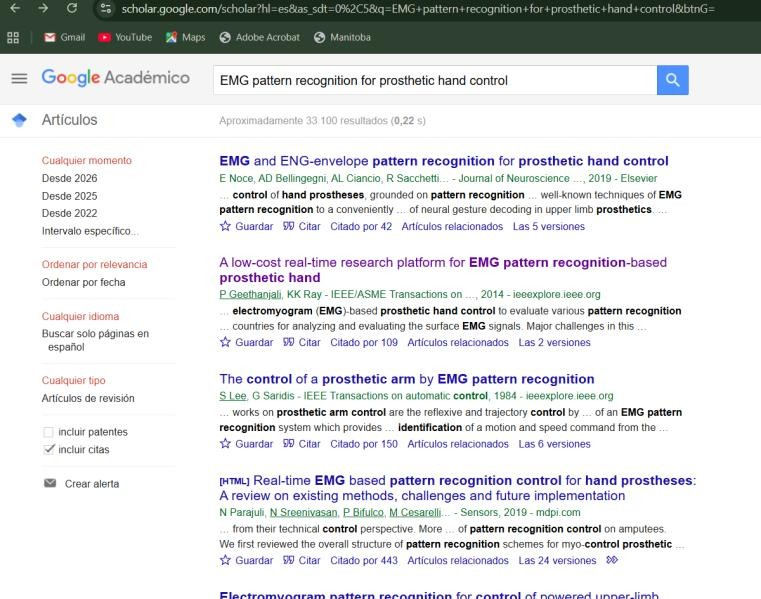 scholar.google.com/scholar?hl=es&as_sdt=0%2C5&q=EMG+pattern+recognition+for+prosthetic+hand+control&btnG=
Gmail YouTube Maps Adobe Acrobat Manitoba
Google Académico EMG pattern recognition for prosthetic hand control
Artículos Aproximadamente 33 100 resultados (0,22 s)
Cualquier momento
Desde 2026
Desde 2025
Desde 2022
Intervalo específico...
Ordenar por relevancia
Ordenar por fecha
Cualquier idioma
Buscar solo páginas en
español
Cualquier tipo
Artículos de revisión
incluir patentes
incluir citas
Crear alerta
EMG and ENG-envelope pattern recognition for prosthetic hand control
E Noce, AD Bellingegni, AL Ciancio, R Sacchetti... - Journal of Neuroscience ..., 2019 - Elsevier
... control of hand prostheses, grounded on pattern recognition ... well-known techniques of EMG
pattern recognition to a conveniently ... of neural gesture decoding in upper limb prosthetics. ...
Guardar Citar Citado por 42 Artículos relacionados Las 5 versiones
A low-cost real-time research platform for EMG pattern recognition-based
prosthetic hand
P Geethanjali, KK Ray - IEEE/ASME Transactions on ..., 2014 - ieeexplore.ieee.org
... electromyogram (EMG)-based prosthetic hand control to evaluate various pattern recognition
... countries for analyzing and evaluating the surface EMG signals. Major challenges in this ...
Guardar Citar Citado por 109 Artículos relacionados Las 2 versiones
The control of a prosthetic arm by EMG pattern recognition
S Lee, G Saridis - IEEE Transactions on automatic control, 1984 - ieeexplore.ieee.org
... works on prosthetic arm control are the reflexive and trajectory control by ... of an EMG pattern
recognition system which provides ... identification of a motion and speed command from the ...
Guardar Citar Citado por 150 Artículos relacionados Las 6 versiones
[HTML] Real-time EMG based pattern recognition control for hand prostheses:
A review on existing methods, challenges and future implementation
N Parajuli, N Sreenivasan, P Bifulco, M Cesarelli... - Sensors, 2019 - mdpi.com
... from their technical control perspective. More ... of pattern recognition control on amputees.
We first reviewed the overall structure of pattern recognition schemes for myo-control prosthetic ...
Guardar Citar Citado por 443 Artículos relacionados Las 24 versiones
Electromyogram pattern recognition for control of powered upper-limb